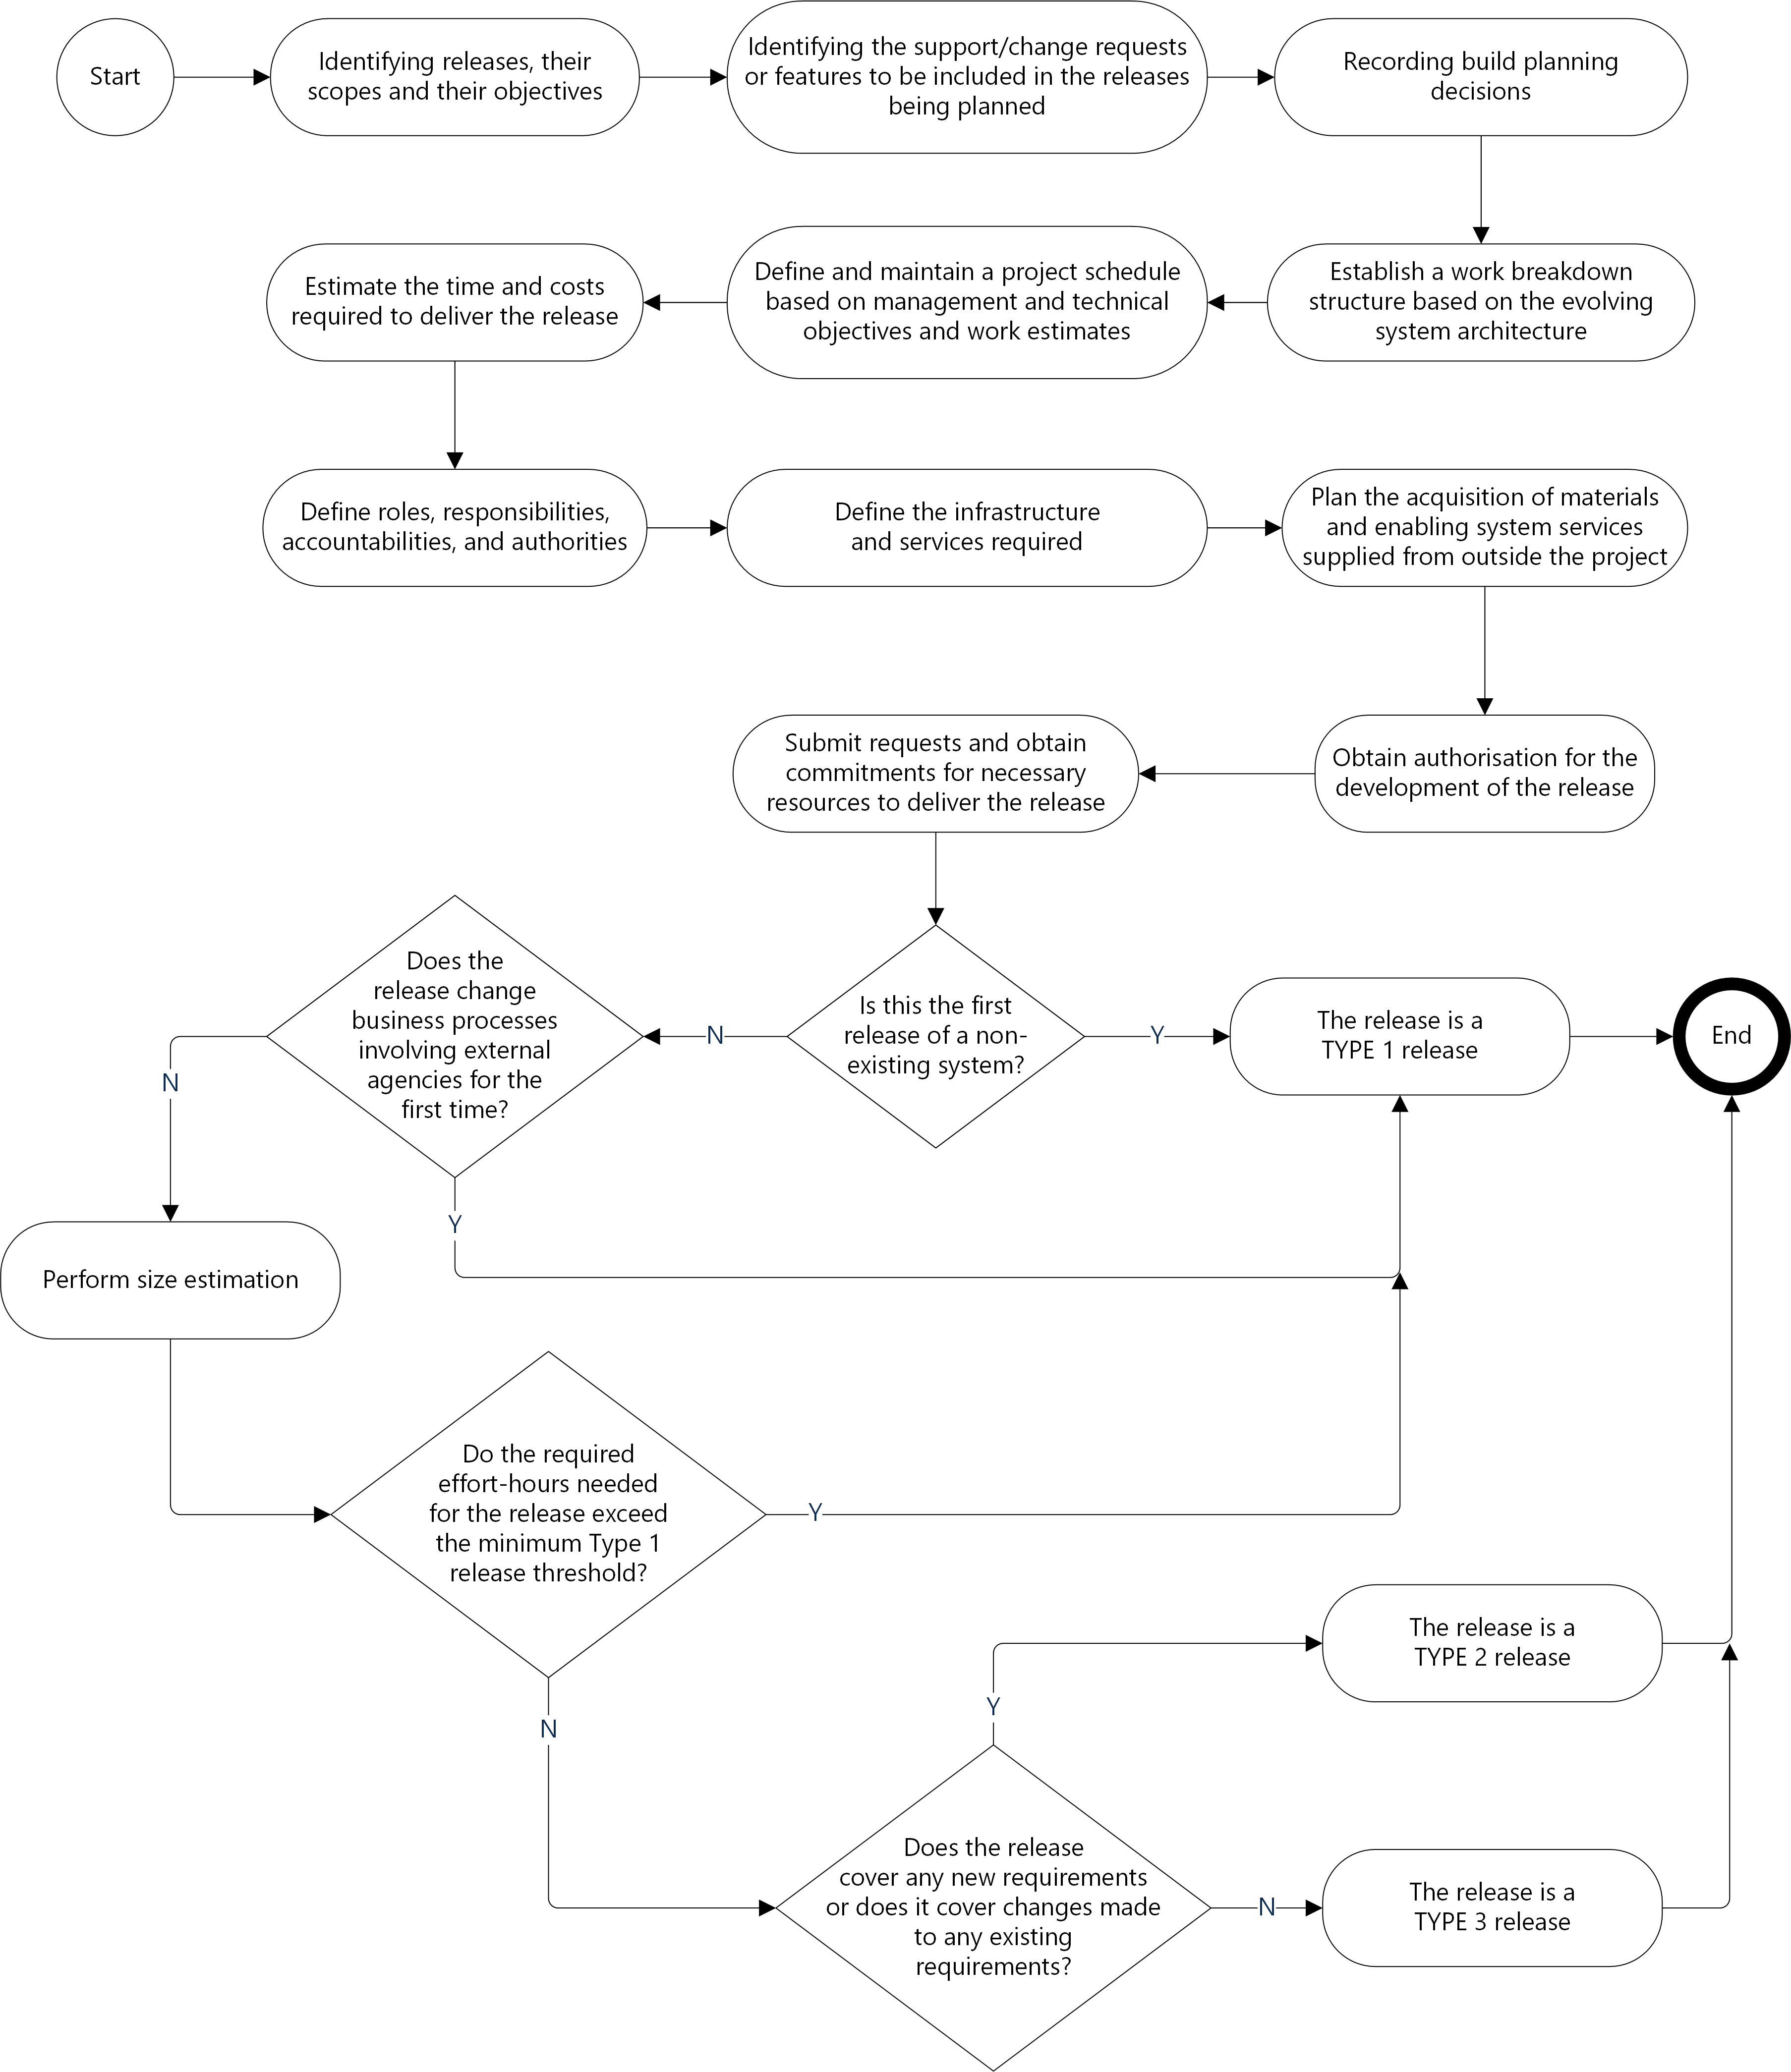 Start
Identifying releases, their
scopes and their objectives
Identifying the support/change requests
or features to be included in the releases
being planned
Recording build planning
decisions
Establish a work breakdown
structure based on the evolving
system architecture
Define and maintain a project schedule
based on management and technical
objectives and work estimates
Estimate the time and costs
required to deliver the release
Define roles, responsibilities,
accountabilities, and authorities
Define the infrastructure
and services required
Plan the acquisition of materials
and enabling system services
supplied from outside the project
Obtain authorisation for the
development of the release
Submit requests and obtain
commitments for necessary
resources to deliver the release
Is this the first
release of a non-
existing system?
Y
The release is a
TYPE 1 release
End
N
Does the
release change
business processes
involving external
agencies for the
first time?
N
Y
Perform size estimation
Do the required
effort-hours needed
for the release exceed
the minimum Type 1
release threshold?
Y
N
Does the release
cover any new requirements
or does it cover changes made
to any existing
requirements?
Y
The release is a
TYPE 2 release
N
The release is a
TYPE 3 release